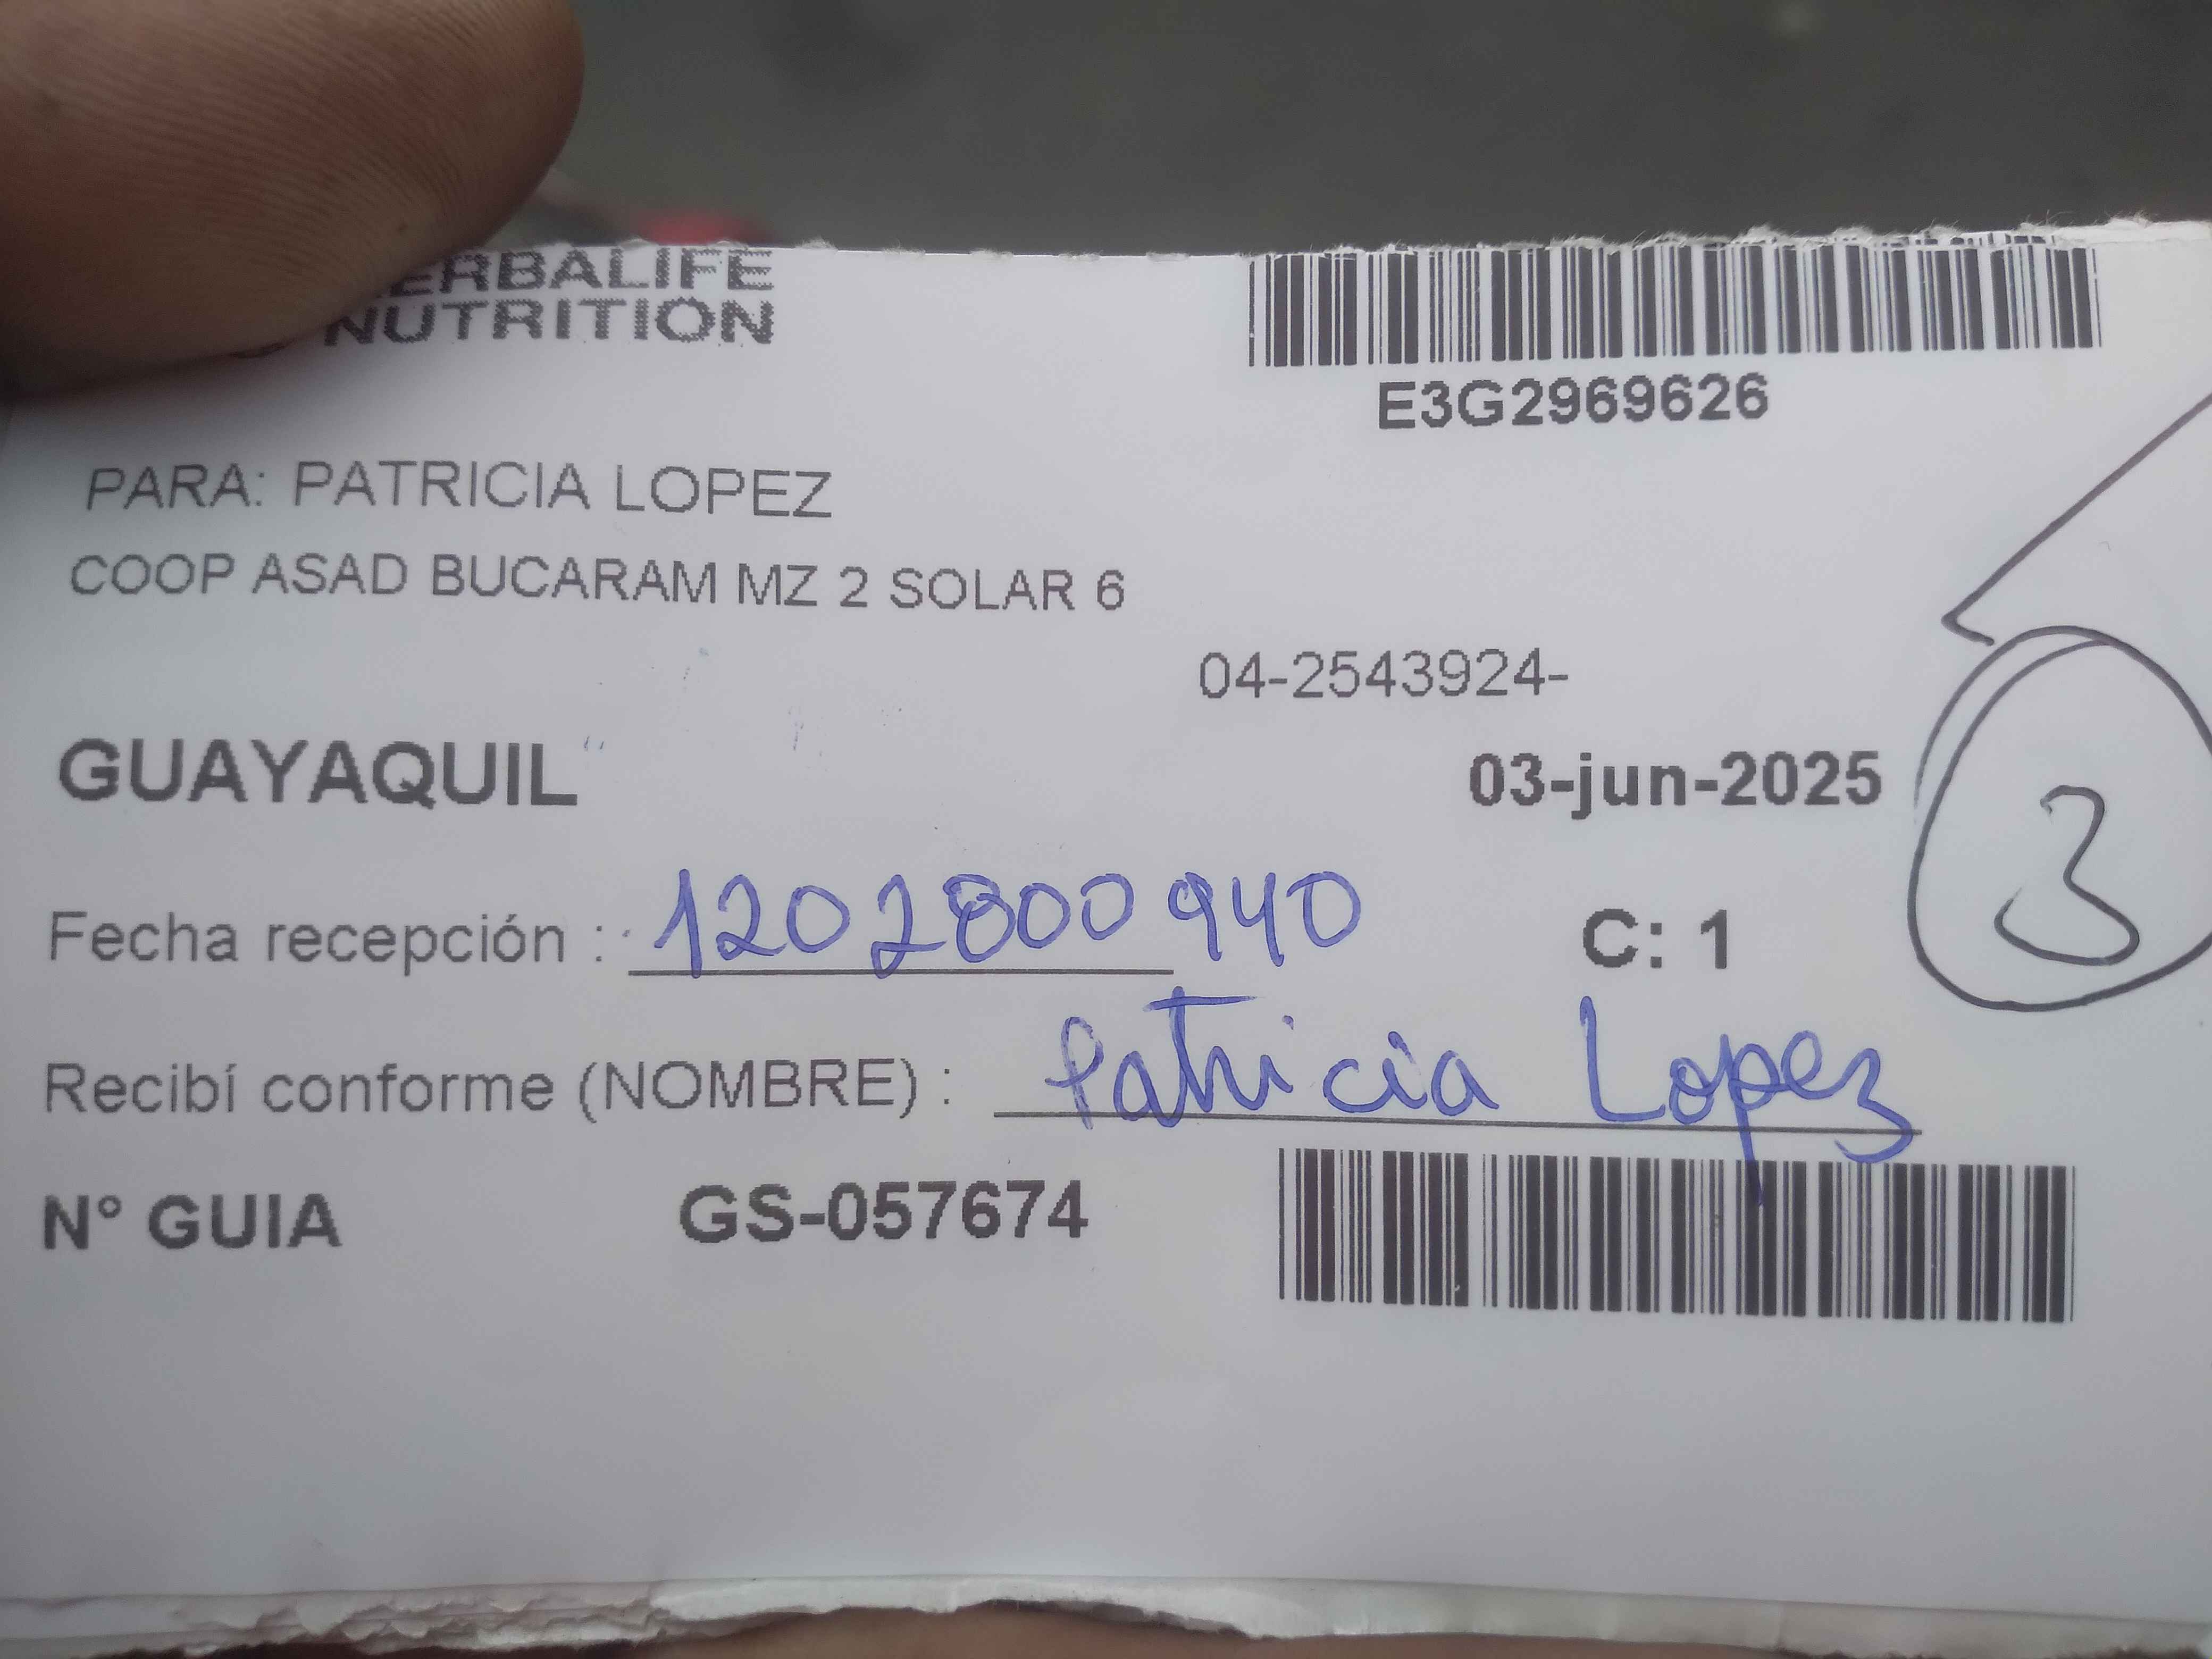 ERBALIFE
NUTRITION
E3G2969626
PARA: PATRICIA LOPEZ
COOP ASAD BUCARAM MZ 2 SOLAR 6
04-2543924-
GUAYAQUIL
03-jun-2025
3
Fecha recepción : 1202800940
C: 1
Recibí conforme (NOMBRE) : Patricia Lopez
N° GUIA GS-057674